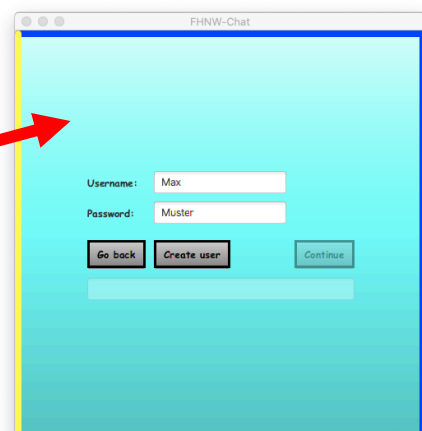 FHNW-Chat
Username: Max
Password: Muster
Go back Create user Continue